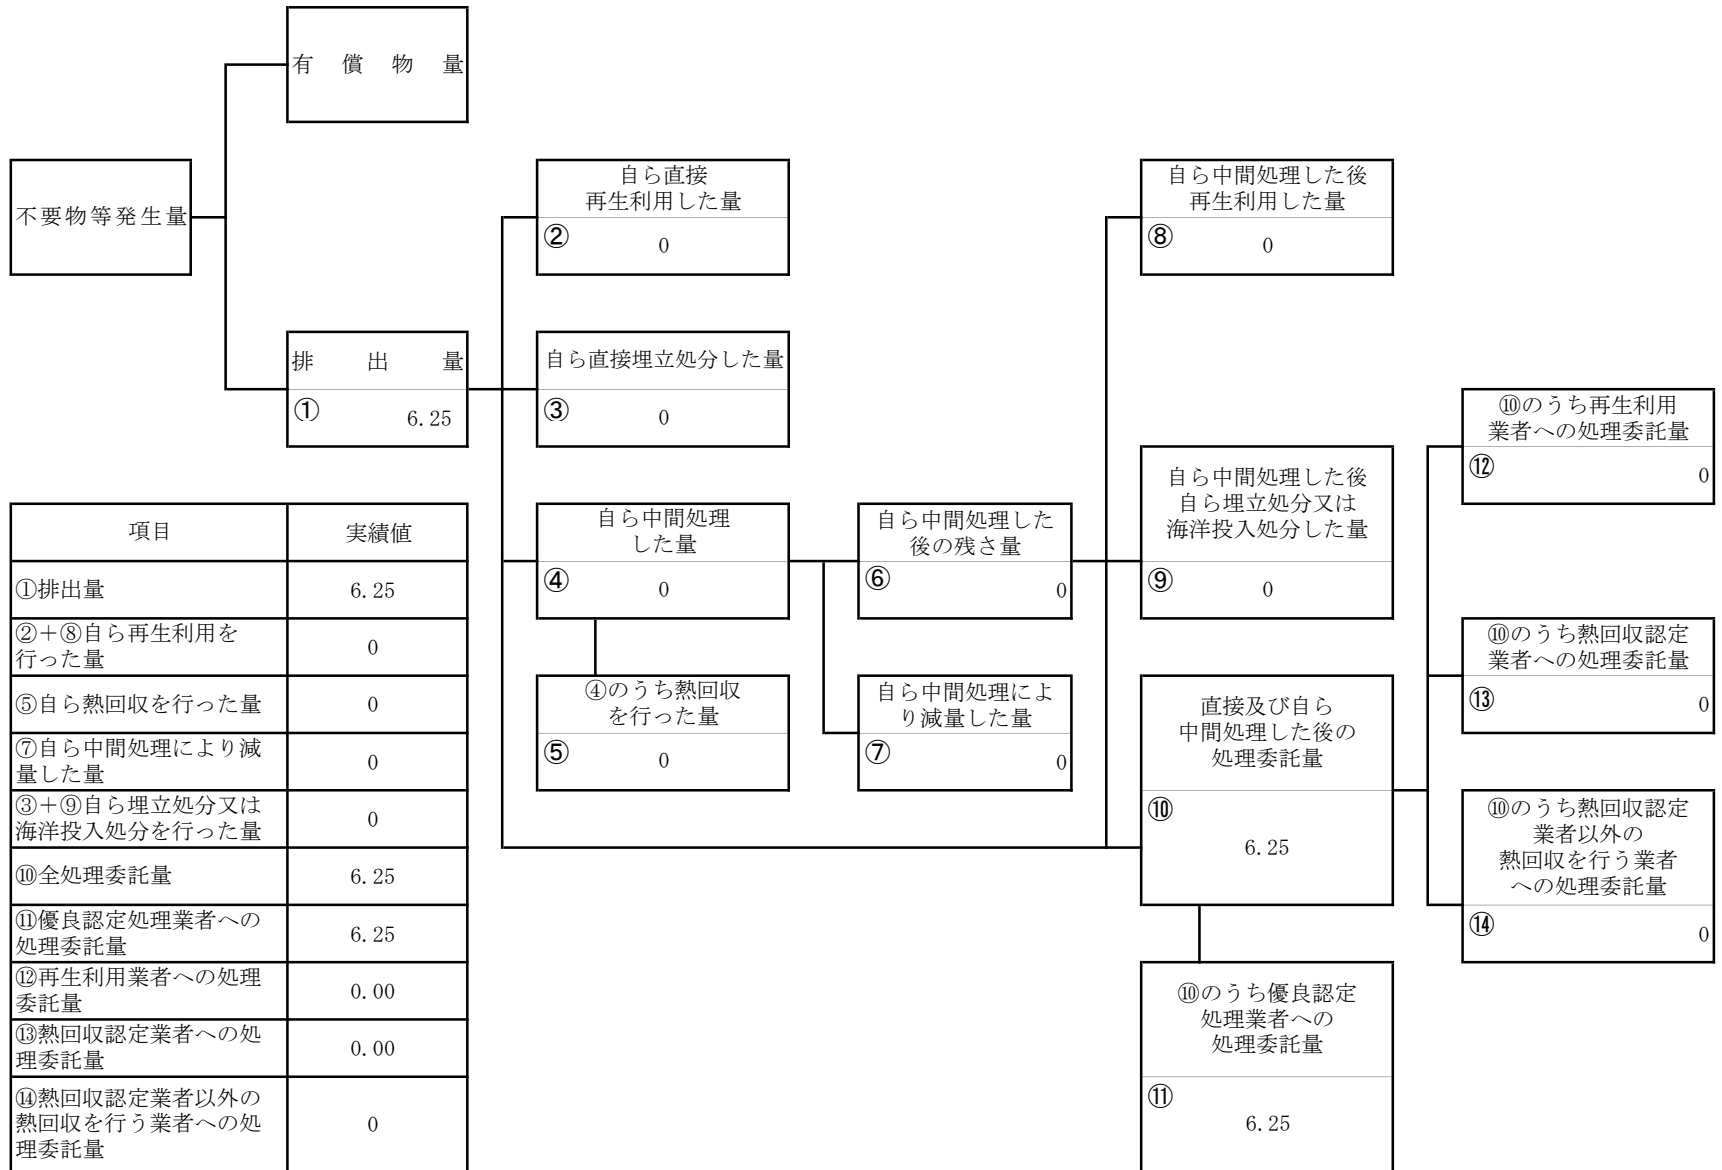 有償物量
不要物等発生量
排出量
①
6.25
自ら直接
再生利用した量
②
0
自ら直接埋立処分した量
③
0
自ら中間処理
した量
④
0
④のうち熱回収
を行った量
⑤
0
自ら中間処理した
後の残さ量
⑥
0
自ら中間処理によ
り減量した量
⑦
0
自ら中間処理した後
再生利用した量
⑧
0
自ら中間処理した後
自ら埋立処分又は
海洋投入処分した量
⑨
0
直接及び自ら
中間処理した後の
処理委託量
⑩
6.25
⑩のうち優良認定
処理業者への
処理委託量
⑪
6.25
⑩のうち再生利用
業者への処理委託量
⑫
0
⑩のうち熱回収認定
業者への処理委託量
⑬
0
⑩のうち熱回収認定
業者以外の
熱回収を行う業者
への処理委託量
⑭
0
項目 実績値
①排出量 6.25
②＋⑧自ら再生利用を
行った量
0
⑤自ら熱回収を行った量 0
⑦自ら中間処理により減
量した量
0
③＋⑨自ら埋立処分又は
海洋投入処分を行った量
0
⑩全処理委託量 6.25
⑪優良認定処理業者への
処理委託量
6.25
⑫再生利用業者への処理
委託量
0.00
⑬熱回収認定業者への処
理委託量
0.00
⑭熱回収認定業者以外の
熱回収を行う業者への処
理委託量
0